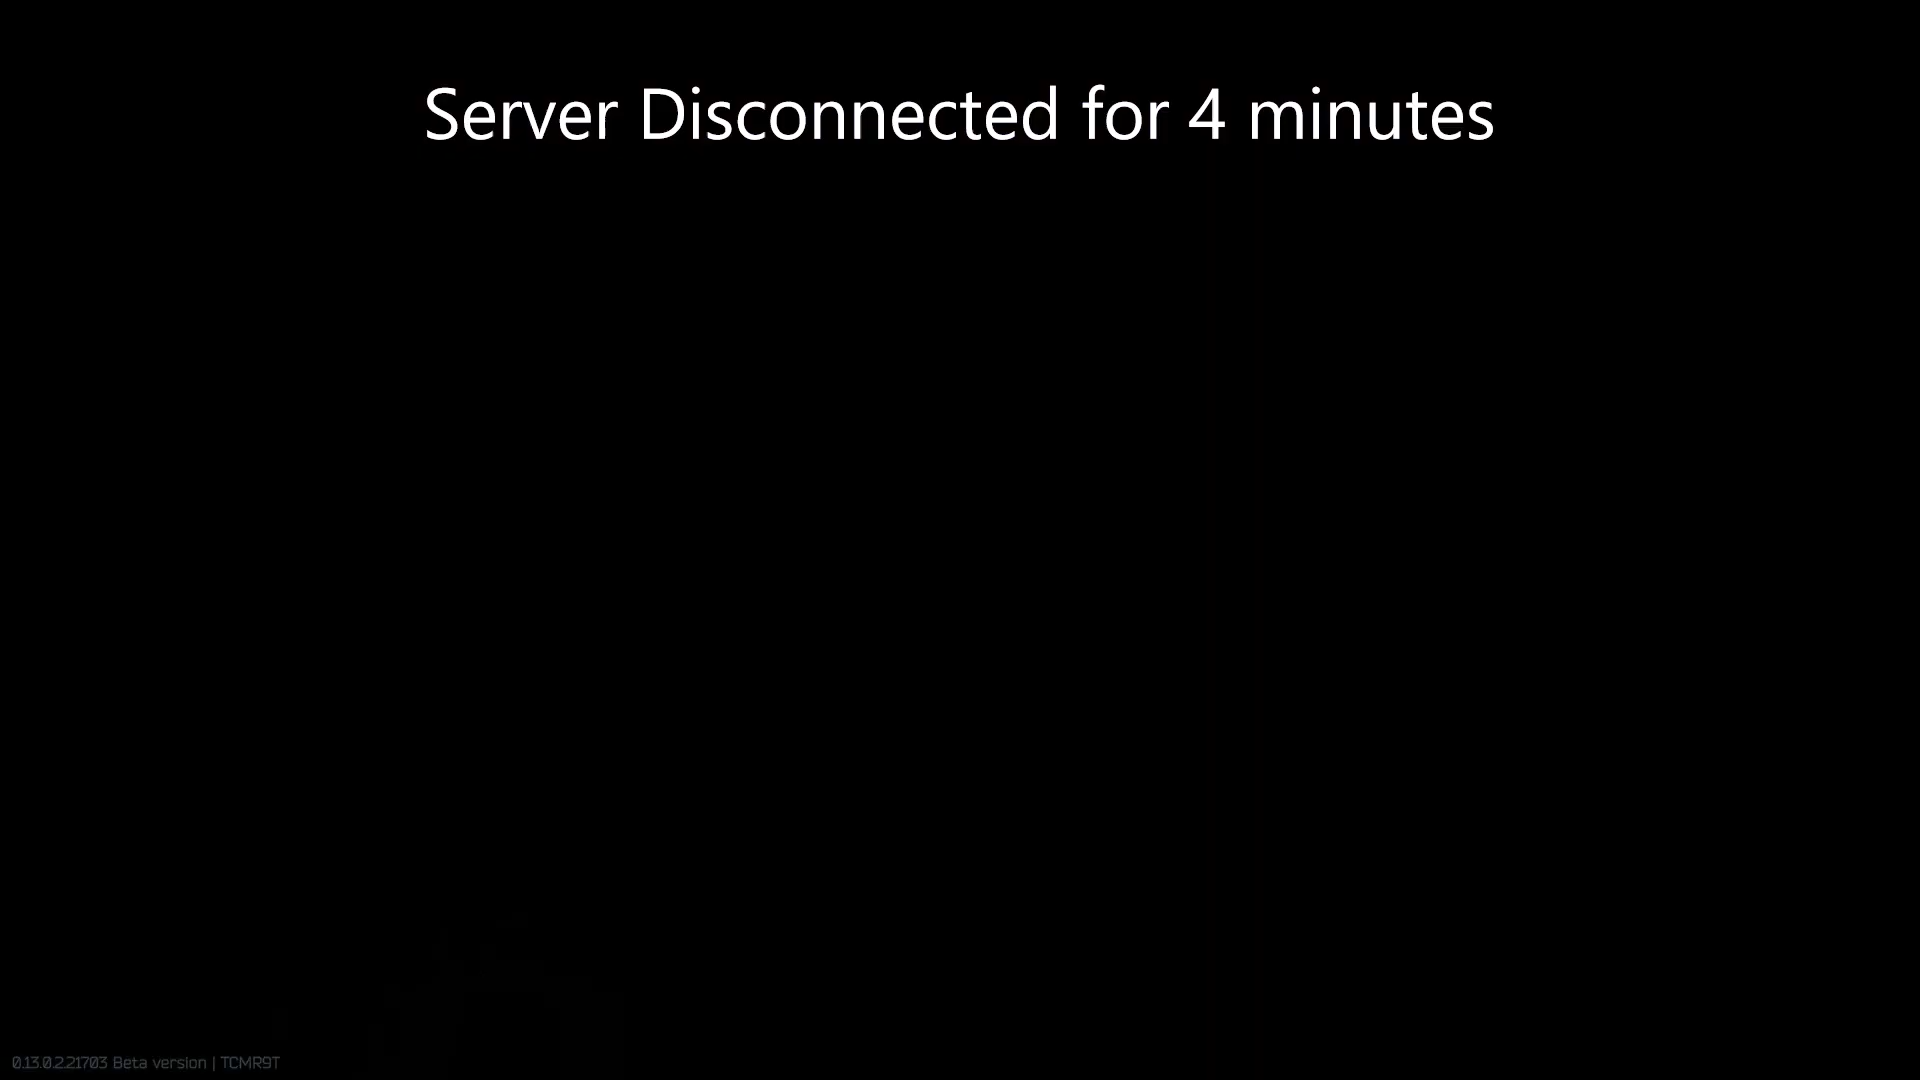 Server Disconnected for 4 minutes
0.13.0.2.21703 Beta version | TCMR9T